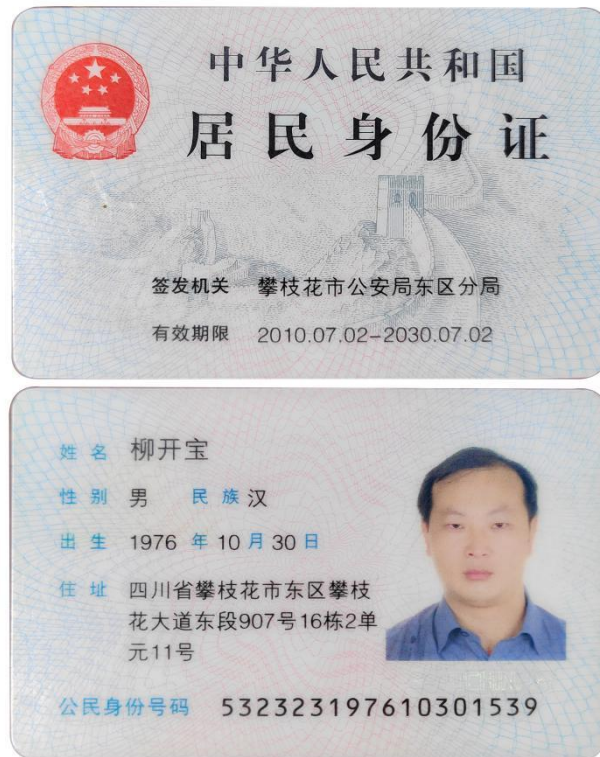 中华人民共和国
居民身份证
签发机关 攀枝花市公安局东区分局
有效期限 2010.07.02-2030.07.02
姓名 柳开宝
性别 男 民族 汉
出生 1976 年 10 月 30 日
住址 四川省攀枝花市东区攀枝
花大道东段907号16栋2单
元11号
公民身份号码 532323197610301539